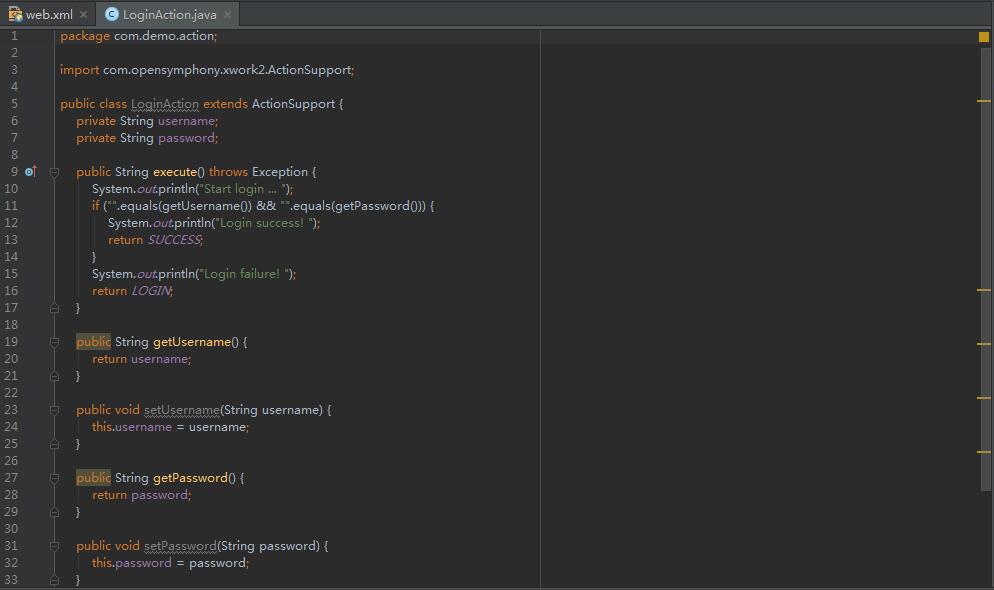 web.xml LoginAction.java
1 package com.demo.action;
2
3 import com.opensymphony.xwork2.ActionSupport;
4
5 public class LoginAction extends ActionSupport {
6 private String username;
7 private String password;
8
9 public String execute() throws Exception {
10 System.out.println("Start login ... ");
11 if ("".equals(getUsername()) && "".equals(getPassword())) {
12 System.out.println("Login success! ");
13 return SUCCESS;
14 }
15 System.out.println("Login failure! ");
16 return LOGIN;
17 }
18
19 public String getUsername() {
20 return username;
21 }
22
23 public void setUsername(String username) {
24 this.username = username;
25 }
26
27 public String getPassword() {
28 return password;
29 }
30
31 public void setPassword(String password) {
32 this.password = password;
33 }